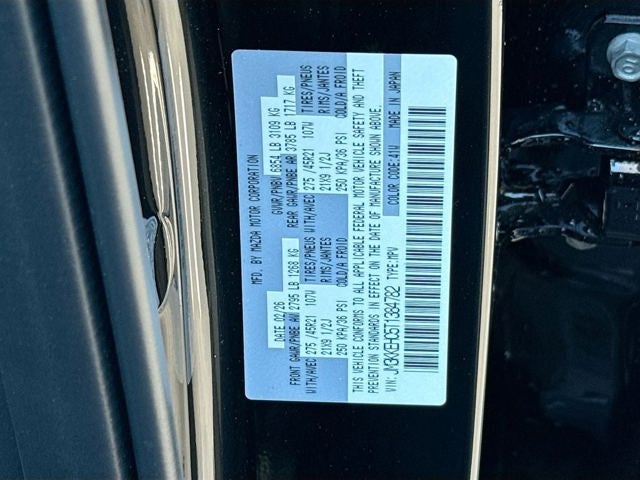 MFD. BY MAZDA MOTOR CORPORATION
DATE 02/26 GVWR/PNBV 6854 LB 3109 KG
FRONT GAWR/PNBE AV 2795 LB 1268 KG REAR GAWR/PNBE AR 3785 LB 1717 KG
WITH/AVEC 275 /45R21 107W TIRES/PNEUS WITH/AVEC 275 /45R21 107W TIRES/PNEUS
21X9 1/2J RIMS/JANTES 21X9 1/2J RIMS/JANTES
250 KPA/36 PSI COLD/A FROID 250 KPA/36 PSI COLD/A FROID
THIS VEHICLE CONFORMS TO ALL APPLICABLE FEDERAL MOTOR VEHICLE SAFETY AND THEFT
PREVENTION STANDARDS IN EFFECT ON THE DATE OF MANUFACTURE SHOWN ABOVE.
VIN: JM3KKEHC5T1384782 TYPE:MPV COLOR CODE:41W MADE IN JAPAN